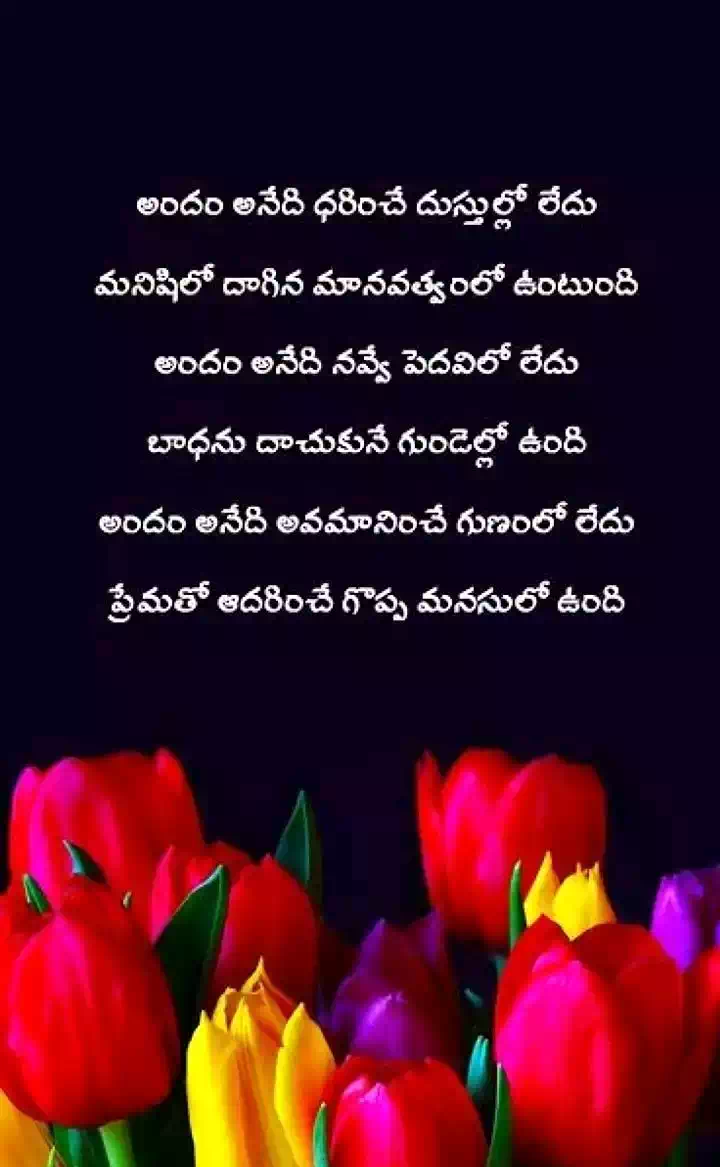 అందం అనేది ధరించే దుస్తుల్లో లేదు
మనిషిలో దాగిన మానవత్వంలో ఉంటుంది
అందం అనేది నవ్వే పెదవిలో లేదు
బాధను దాచుకునే గుండెల్లో ఉంది
అందం అనేది అవమానించే గుణంలో లేదు
ప్రేమతో ఆదరించే గొప్ప మనసులో ఉంది